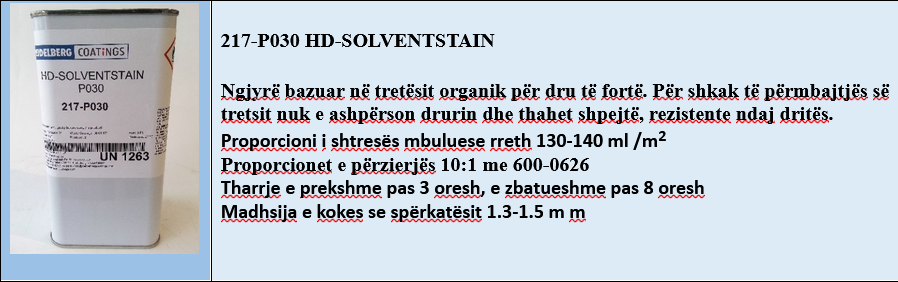 DELBERG COATINGS
HD-SOLVENTSTAIN
P030
217-P030
UN 1263
217-P030 HD-SOLVENTSTAIN
Ngjyrë bazuar në tretësit organik për dru të fortë. Për shkak të përmbajtjës së
tretsit nuk e ashpërson drurin dhe thahet shpejtë, rezistente ndaj dritës.
Proporcioni i shtresës mbuluese rreth 130-140 ml /m²
Proporcionet e përzierjës 10:1 me 600-0626
Tharrje e prekshme pas 3 oresh, e zbatueshme pas 8 oresh
Madhsija e kokes se spërkatësit 1.3-1.5 m m